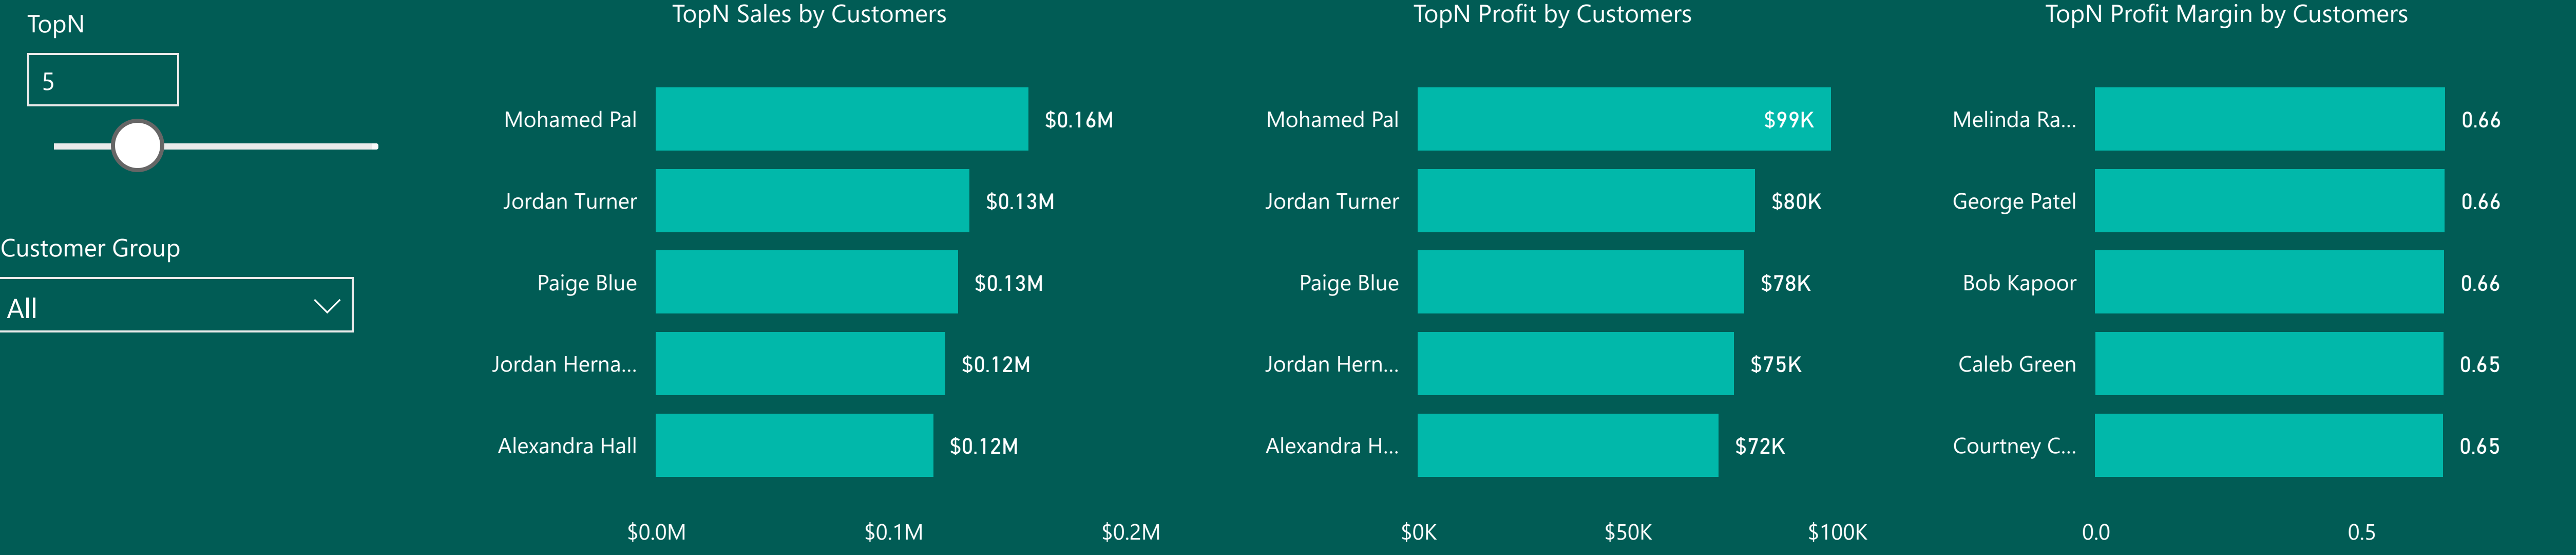 TopN
5
Customer Group
All
TopN Sales by Customers
Mohamed Pal $0.16M
Jordan Turner $0.13M
Paige Blue $0.13M
Jordan Herna... $0.12M
Alexandra Hall $0.12M
$0.0M $0.1M $0.2M
TopN Profit by Customers
Mohamed Pal $99K
Jordan Turner $80K
Paige Blue $78K
Jordan Hern... $75K
Alexandra H... $72K
$0K $50K $100K
TopN Profit Margin by Customers
Melinda Ra... 0.66
George Patel 0.66
Bob Kapoor 0.66
Caleb Green 0.65
Courtney C... 0.65
0.0 0.5